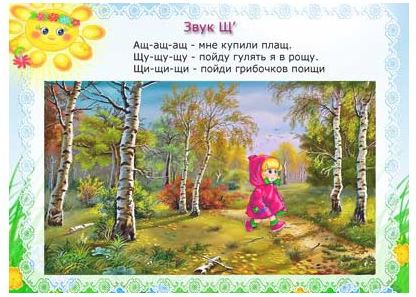 Звук Щ’
Ащ-ащ-ащ - мне купили плащ.
Щу-щу-щу - пойду гулять я в рощу.
Щи-щи-щи - пойди грибочков поищи